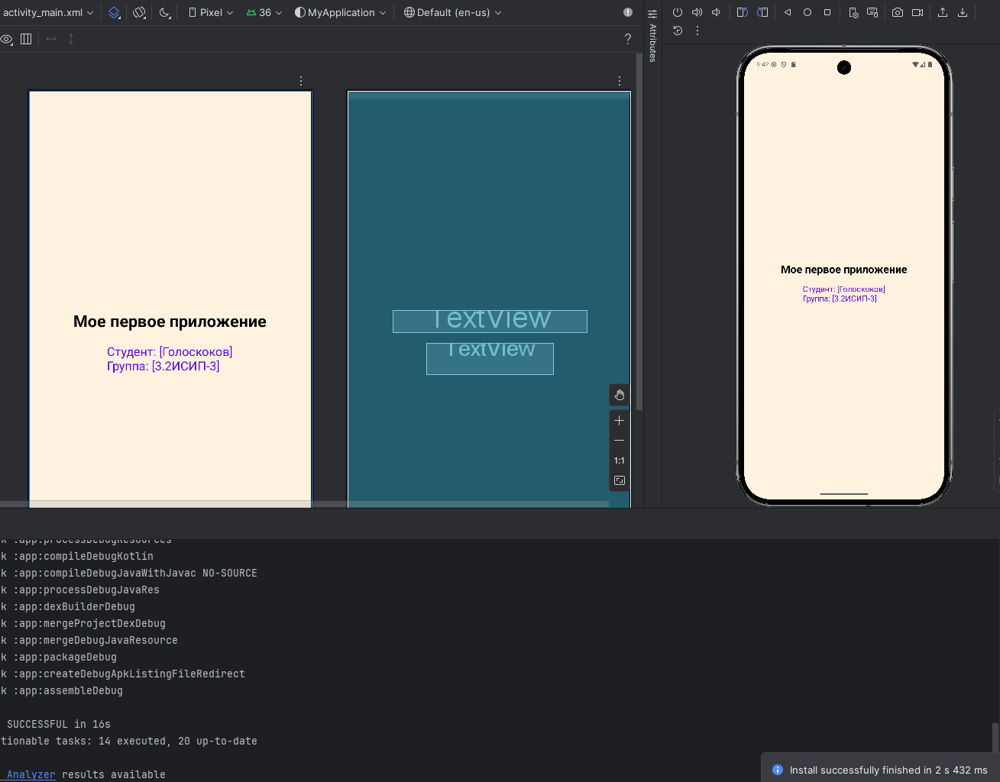 activity_main.xml Pixel 36 MyApplication Default (en-us)
?
Attributes
Мое первое приложение
Студент: [Голоскоков]
Группа: [3.2ИСИП-3]
TextView
TextView
1:1
9:42
Мое первое приложение
Студент: [Голоскоков]
Группа: [3.2ИСИП-3]
k :app:processDebugResources
k :app:compileDebugKotlin
k :app:compileDebugJavaWithJavac NO-SOURCE
k :app:processDebugJavaRes
k :app:dexBuilderDebug
k :app:mergeProjectDexDebug
k :app:mergeDebugJavaResource
k :app:packageDebug
k :app:createDebugApkListingFileRedirect
k :app:assembleDebug
SUCCESSFUL in 16s
tionable tasks: 14 executed, 20 up-to-date
Analyzer results available
Install successfully finished in 2 s 432 ms